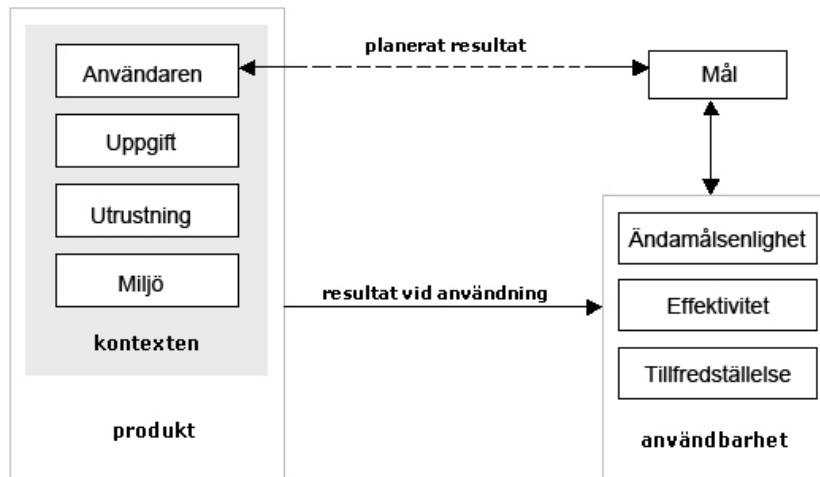 planerat resultat
Användaren
Mål
Uppgift
Utrustning
Ändamålsenlighet
Miljö
resultat vid användning
Effektivitet
kontexten
Tillfredställelse
produkt
användbarhet